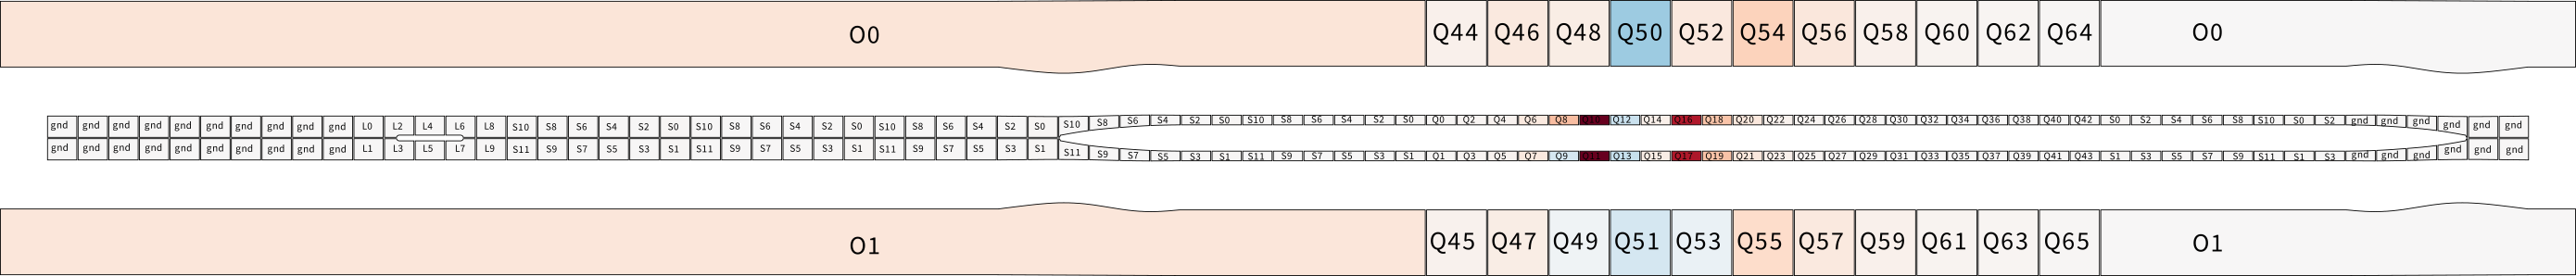 O0 Q44 Q46 Q48 Q50 Q52 Q54 Q56 Q58 Q60 Q62 Q64 O0
gnd gnd gnd gnd gnd gnd gnd gnd gnd gnd L0 L2 L4 L6 L8 S10 S8 S6 S4 S2 S0 S10 S8 S6 S4 S2 S0 S10 S8 S6 S4 S2 S0 S10 S8 S6 S4 S2 S0 S10 S8 S6 S4 S2 S0 Q0 Q2 Q4 Q6 Q8 Q10 Q12 Q14 Q16 Q18 Q20 Q22 Q24 Q26 Q28 Q30 Q32 Q34 Q36 Q38 Q40 Q42 S0 S2 S4 S6 S8 S10 S0 S2 gnd gnd gnd gnd gnd gnd
gnd gnd gnd gnd gnd gnd gnd gnd gnd gnd L1 L3 L5 L7 L9 S11 S9 S7 S5 S3 S1 S11 S9 S7 S5 S3 S1 S11 S9 S7 S5 S3 S1 S11 S9 S7 S5 S3 S1 S11 S9 S7 S5 S3 S1 Q1 Q3 Q5 Q7 Q9 Q11 Q13 Q15 Q17 Q19 Q21 Q23 Q25 Q27 Q29 Q31 Q33 Q35 Q37 Q39 Q41 Q43 S1 S3 S5 S7 S9 S11 S1 S3 gnd gnd gnd gnd gnd gnd
O1 Q45 Q47 Q49 Q51 Q53 Q55 Q57 Q59 Q61 Q63 Q65 O1